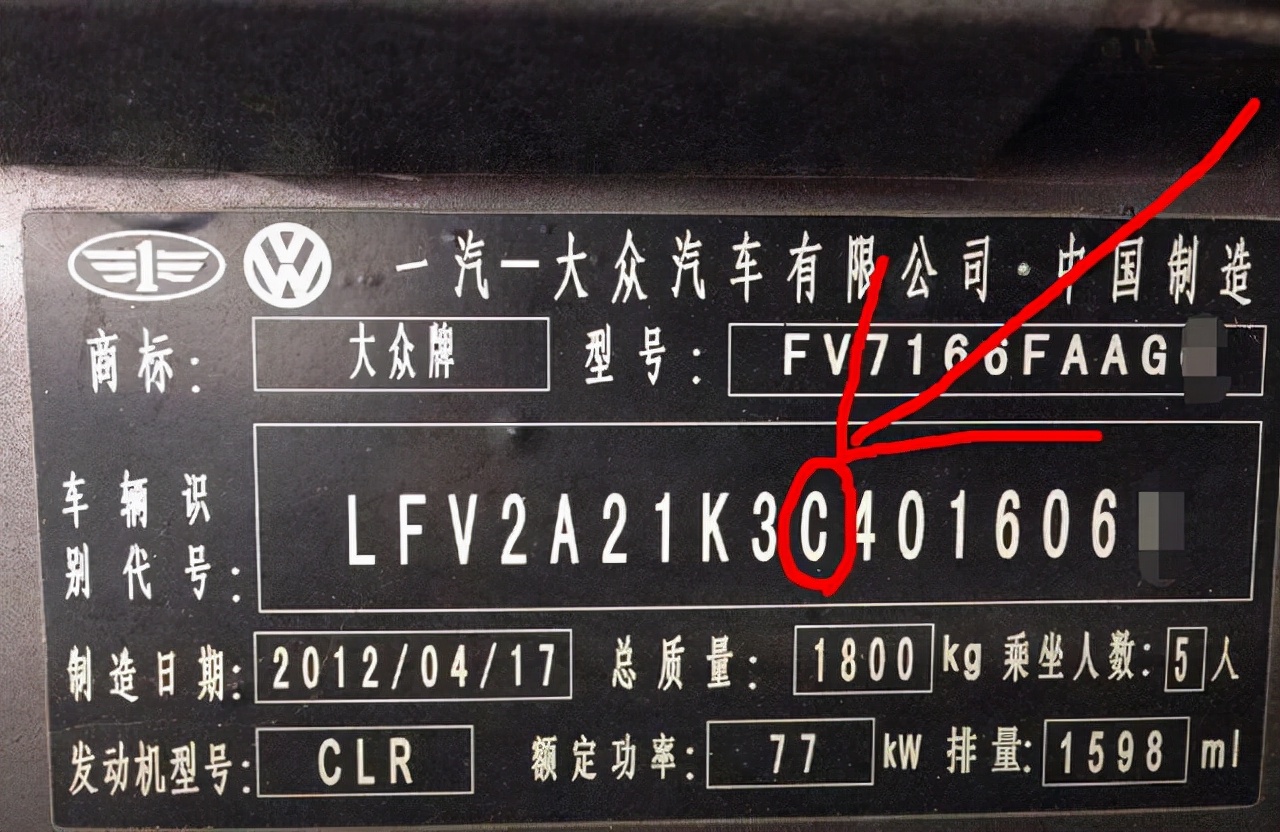 一汽一大众汽车有限公司·中国制造
商标: 大众牌 型号: FV7166FAAG
车辆识别代号: LFV2A21K3C401606
制造日期: 2012/04/17 总质量: 1800 kg 乘坐人数: 5 人
发动机型号: CLR 额定功率: 77 kW 排量: 1598 ml